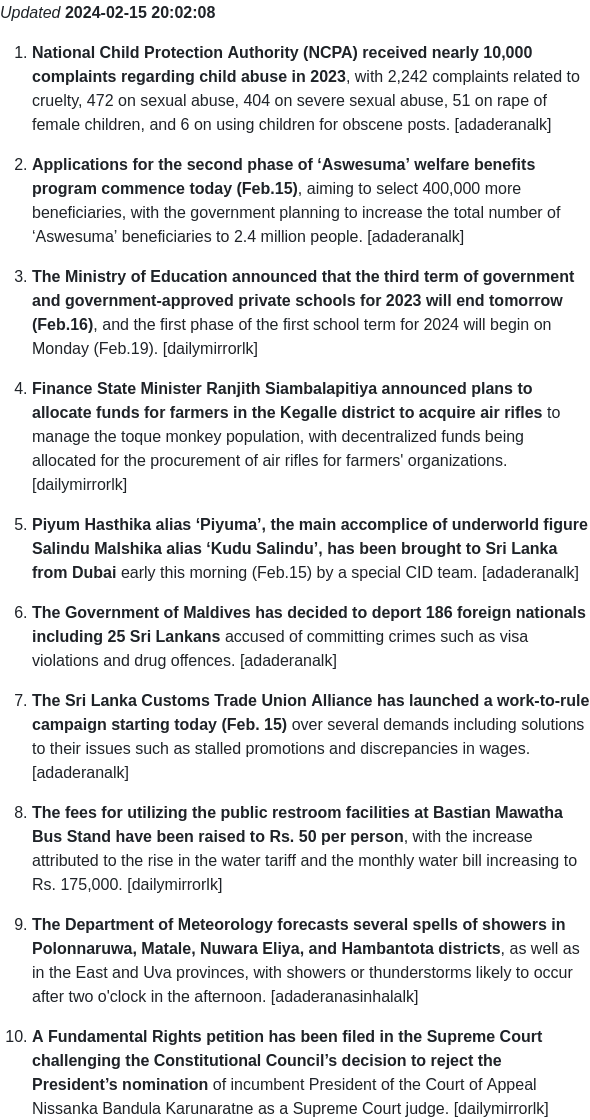 Updated 2024-02-15 20:02:08
1. National Child Protection Authority (NCPA) received nearly 10,000
complaints regarding child abuse in 2023, with 2,242 complaints related to
cruelty, 472 on sexual abuse, 404 on severe sexual abuse, 51 on rape of
female children, and 6 on using children for obscene posts. [adaderanalk]
2. Applications for the second phase of ‘Aswesuma’ welfare benefits
program commence today (Feb.15), aiming to select 400,000 more
beneficiaries, with the government planning to increase the total number of
‘Aswesuma’ beneficiaries to 2.4 million people. [adaderanalk]
3. The Ministry of Education announced that the third term of government
and government-approved private schools for 2023 will end tomorrow
(Feb.16), and the first phase of the first school term for 2024 will begin on
Monday (Feb.19). [dailymirrorlk]
4. Finance State Minister Ranjith Siambalapitiya announced plans to
allocate funds for farmers in the Kegalle district to acquire air rifles to
manage the toque monkey population, with decentralized funds being
allocated for the procurement of air rifles for farmers' organizations.
[dailymirrorlk]
5. Piyum Hasthika alias ‘Piyuma’, the main accomplice of underworld figure
Salindu Malshika alias ‘Kudu Salindu’, has been brought to Sri Lanka
from Dubai early this morning (Feb.15) by a special CID team. [adaderanalk]
6. The Government of Maldives has decided to deport 186 foreign nationals
including 25 Sri Lankans accused of committing crimes such as visa
violations and drug offences. [adaderanalk]
7. The Sri Lanka Customs Trade Union Alliance has launched a work-to-rule
campaign starting today (Feb. 15) over several demands including solutions
to their issues such as stalled promotions and discrepancies in wages.
[adaderanalk]
8. The fees for utilizing the public restroom facilities at Bastian Mawatha
Bus Stand have been raised to Rs. 50 per person, with the increase
attributed to the rise in the water tariff and the monthly water bill increasing to
Rs. 175,000. [dailymirrorlk]
9. The Department of Meteorology forecasts several spells of showers in
Polonnaruwa, Matale, Nuwara Eliya, and Hambantota districts, as well as
in the East and Uva provinces, with showers or thunderstorms likely to occur
after two o'clock in the afternoon. [adaderanasinhalalk]
10. A Fundamental Rights petition has been filed in the Supreme Court
challenging the Constitutional Council’s decision to reject the
President’s nomination of incumbent President of the Court of Appeal
Nissanka Bandula Karunaratne as a Supreme Court judge. [dailymirrorlk]